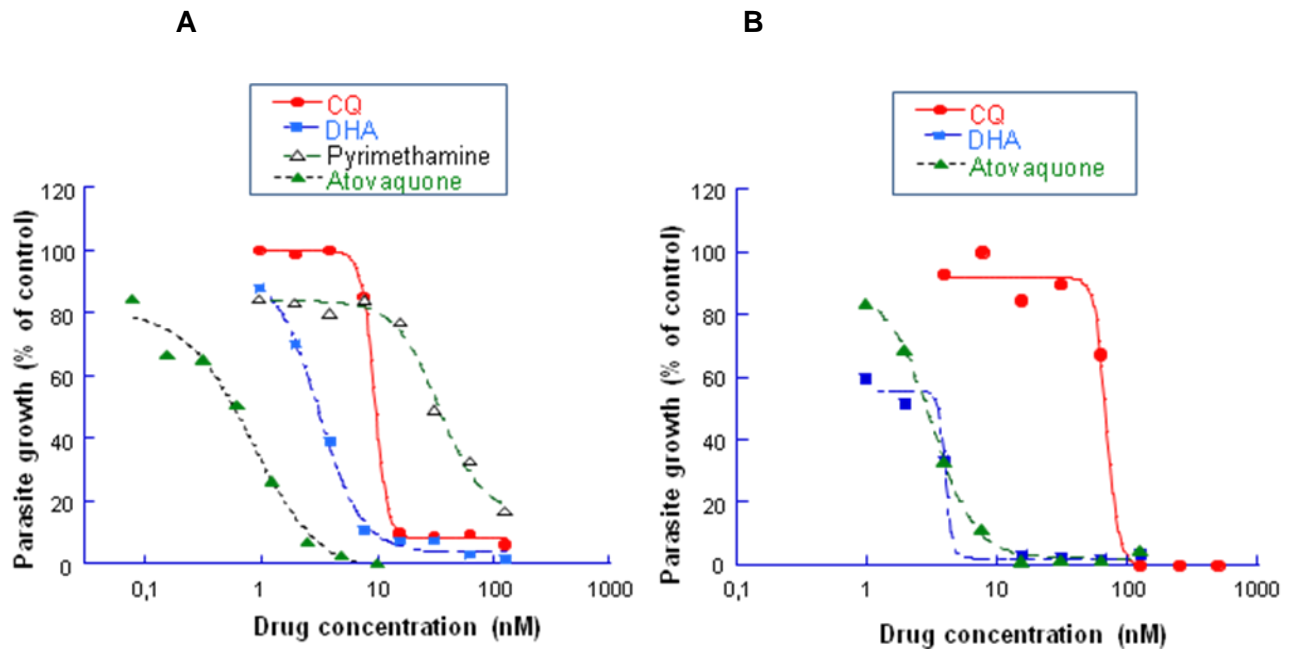 A
CQ
DHA
Pyrimethamine
Atovaquone
Parasite growth (% of control)
120
100
80
60
40
20
0
0,1
1
10
100
1000
Drug concentration (nM)
B
CQ
DHA
Atovaquone
Parasite growth (% of control)
120
100
80
60
40
20
0
0,1
1
10
100
1000
Drug concentration (nM)